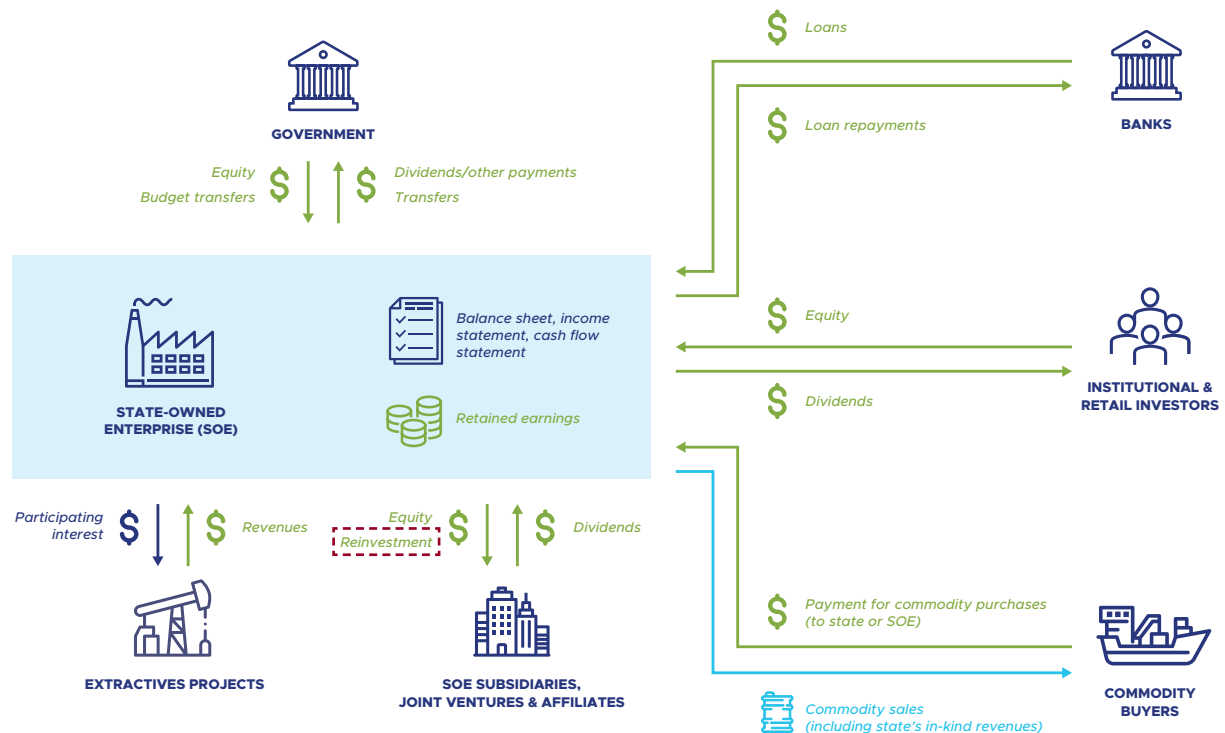 Loans
GOVERNMENT
BANKS
Loan repayments
Equity
Budget transfers
Dividends/other payments
Transfers
STATE-OWNED
ENTERPRISE (SOE)
Balance sheet, income
statement, cash flow
statement
Retained earnings
Equity
Dividends
INSTITUTIONAL &
RETAIL INVESTORS
Participating
interest
Revenues
Equity
Reinvestment
Dividends
EXTRACTIVES PROJECTS
SOE SUBSIDIARIES,
JOINT VENTURES & AFFILIATES
Payment for commodity purchases
(to state or SOE)
Commodity sales
(including state's in-kind revenues)
COMMODITY
BUYERS